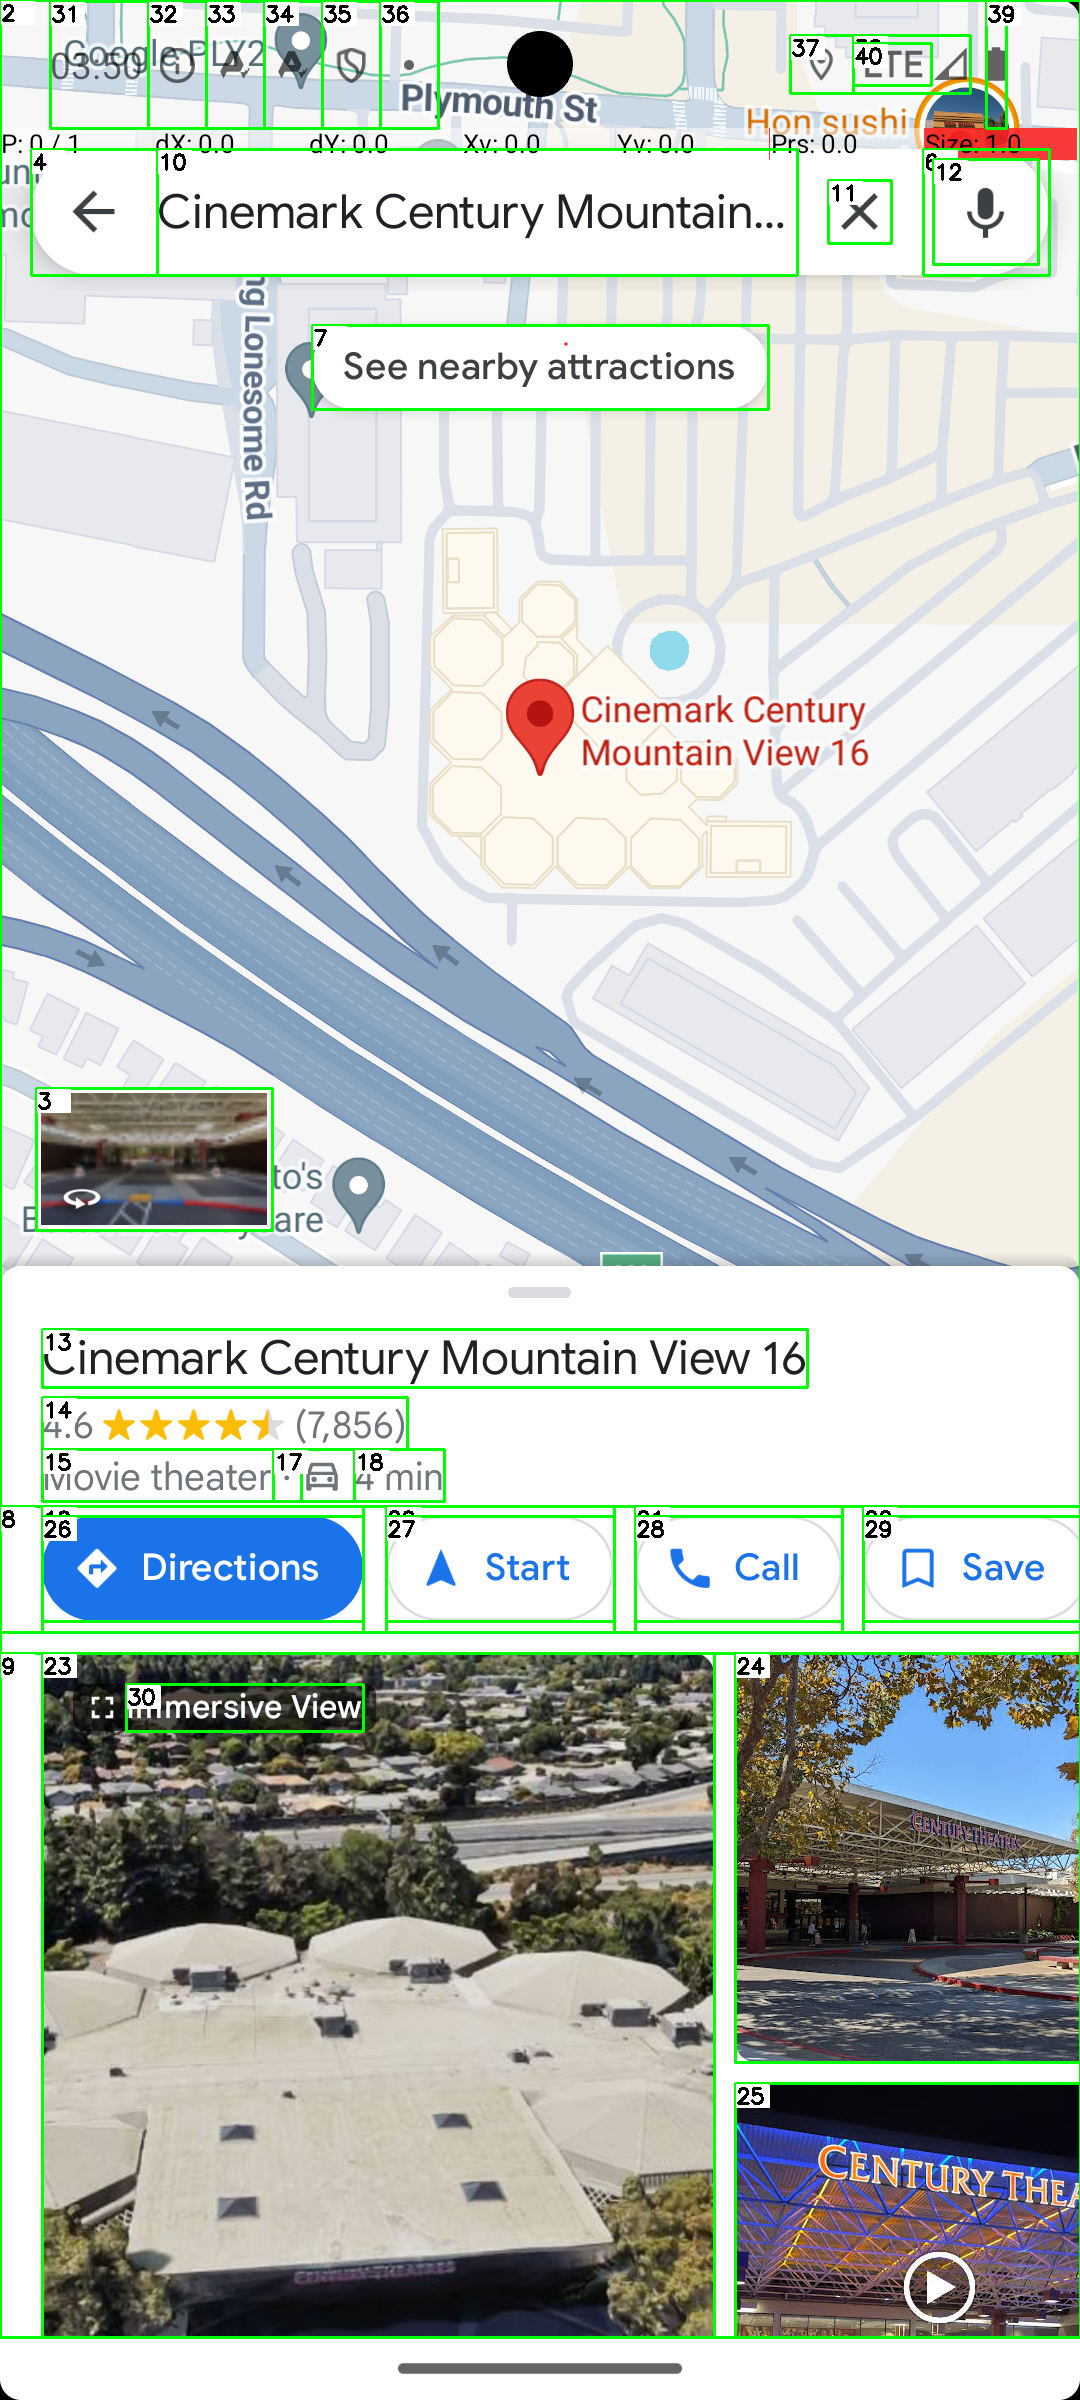 2
31
32
33
34
35
36
37
40
39
Google PLX2
03:50
LTE
Plymouth St
Hon sushi
P: 0 / 1 dX: 0.0 dY: 0.0 Xv: 0.0 Yv: 0.0 Prs: 0.0 Size: 1.0
4
10
11
6
12
Cinemark Century Mountain...
7
See nearby attractions
ng Lonesome Rd
Cinemark Century
Mountain View 16
3
to's
are
13
Cinemark Century Mountain View 16
14
4.6 (7,856)
15
17
18
Movie theater · 4 min
8
26
27
28
29
Directions
Start
Call
Save
9
23
24
30
Immersive View
CENTURY THEATRES
25
CENTURY THEA
CENTURY THEATRES